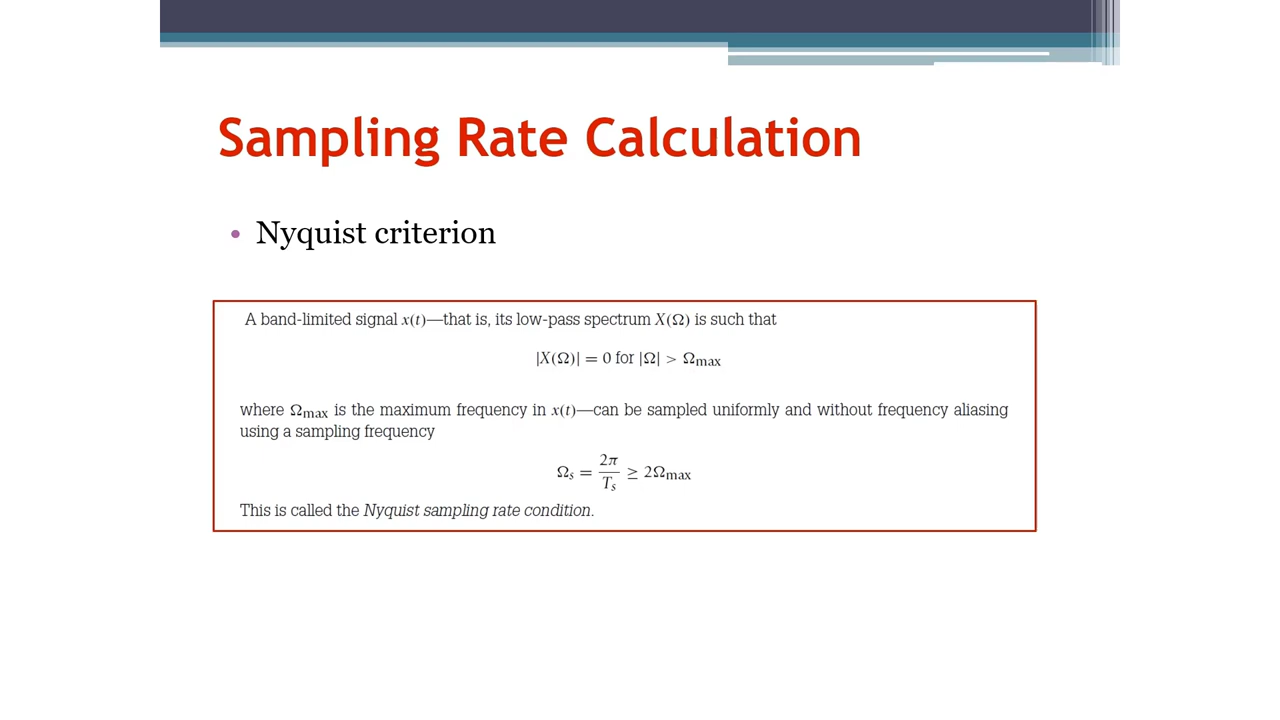 Sampling Rate Calculation
• Nyquist criterion
A band-limited signal x(t)—that is, its low-pass spectrum X(Ω) is such that
|X(Ω)| = 0 for |Ω| > Ωmax
where Ωmax is the maximum frequency in x(t)—can be sampled uniformly and without frequency aliasing
using a sampling frequency
Ωs = 2π/Ts ≥ 2Ωmax
This is called the Nyquist sampling rate condition.